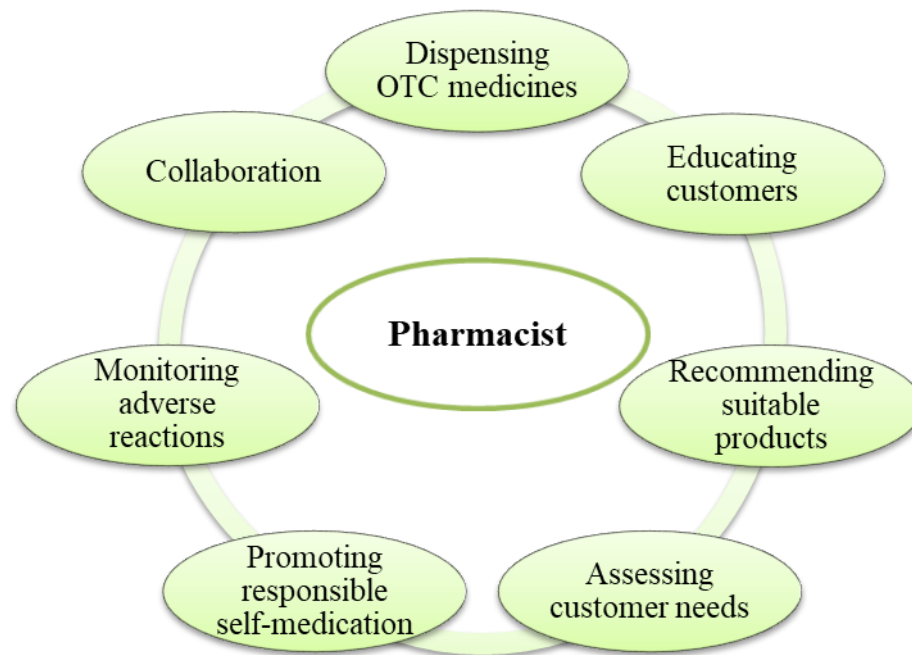 Dispensing
OTC medicines
Educating
customers
Recommending
suitable
products
Assessing
customer needs
Promoting
responsible
self-medication
Monitoring
adverse
reactions
Collaboration
Pharmacist